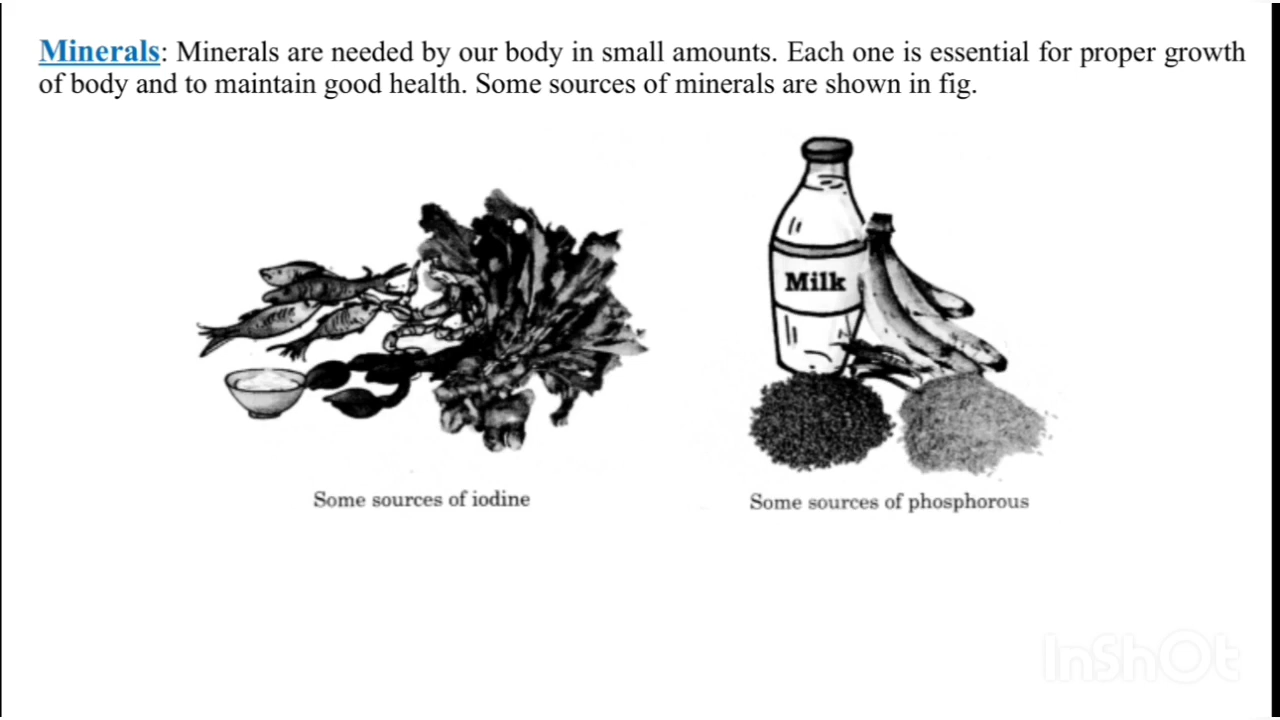 Minerals: Minerals are needed by our body in small amounts. Each one is essential for proper growth
of body and to maintain good health. Some sources of minerals are shown in fig.
Milk
Some sources of iodine
Some sources of phosphorous
InShOt